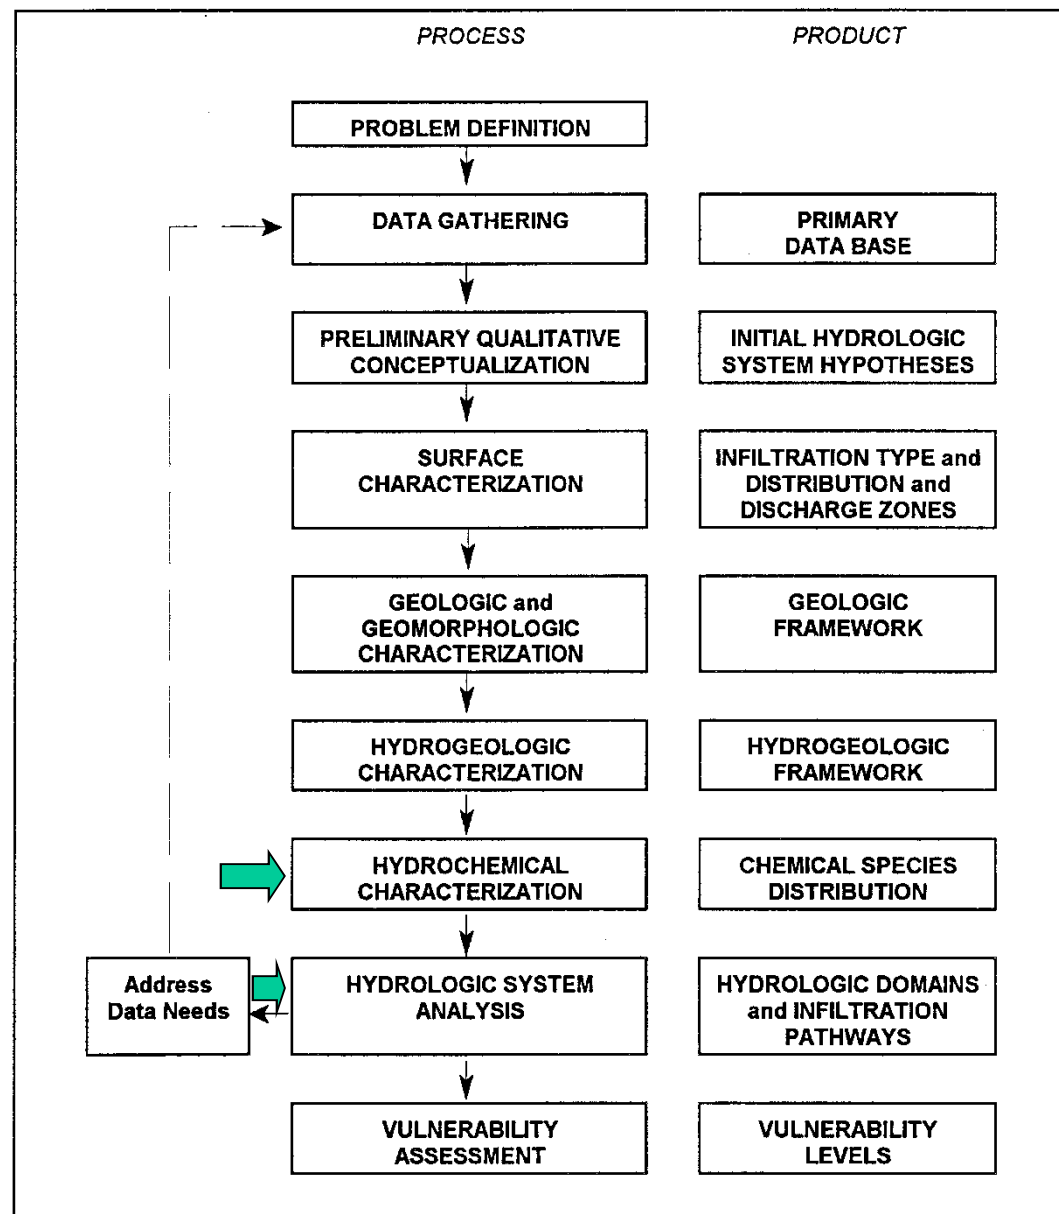 PROCESS
PRODUCT
PROBLEM DEFINITION
DATA GATHERING
PRIMARY
DATA BASE
PRELIMINARY QUALITATIVE
CONCEPTUALIZATION
INITIAL HYDROLOGIC
SYSTEM HYPOTHESES
SURFACE
CHARACTERIZATION
INFILTRATION TYPE and
DISTRIBUTION and
DISCHARGE ZONES
GEOLOGIC and
GEOMORPHOLOGIC
CHARACTERIZATION
GEOLOGIC
FRAMEWORK
HYDROGEOLOGIC
CHARACTERIZATION
HYDROGEOLOGIC
FRAMEWORK
HYDROCHEMICAL
CHARACTERIZATION
CHEMICAL SPECIES
DISTRIBUTION
Address
Data Needs
HYDROLOGIC SYSTEM
ANALYSIS
HYDROLOGIC DOMAINS
and INFILTRATION
PATHWAYS
VULNERABILITY
ASSESSMENT
VULNERABILITY
LEVELS